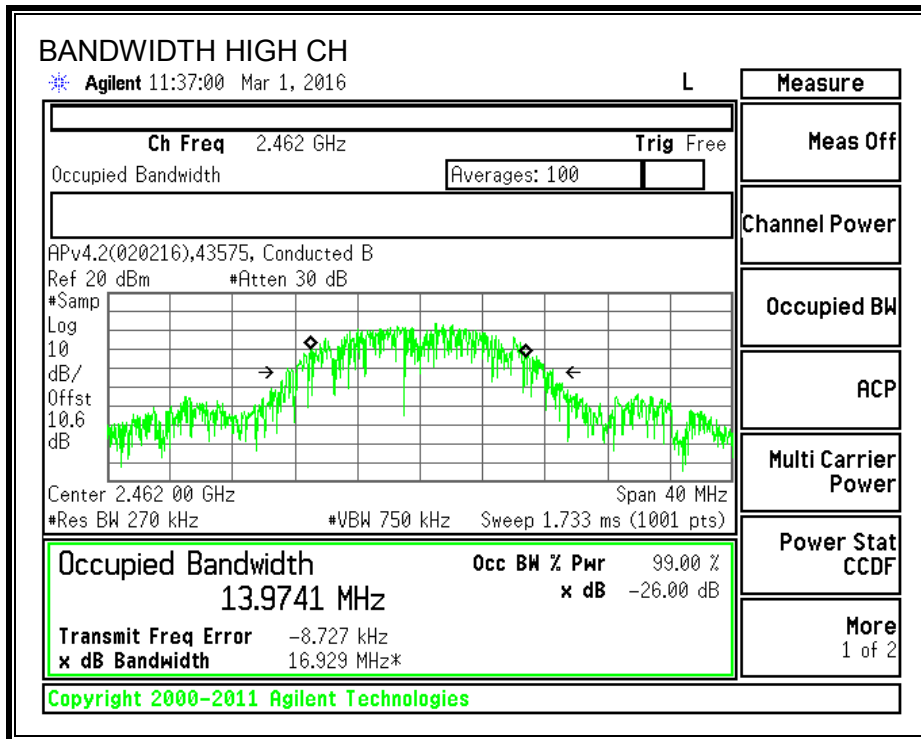 BANDWIDTH HIGH CH
Agilent 11:37:00 Mar 1, 2016 L
Ch Freq 2.462 GHz Trig Free
Occupied Bandwidth Averages: 100
APv4.2(020216),43575, Conducted B
Ref 20 dBm #Atten 30 dB
#Samp
Log
10
dB/
Offst
10.6
dB
Center 2.462 00 GHz Span 40 MHz
#Res BW 270 kHz #VBW 750 kHz Sweep 1.733 ms (1001 pts)
Occupied Bandwidth Occ BW % Pwr 99.00 %
13.9741 MHz x dB -26.00 dB
Transmit Freq Error -8.727 kHz
x dB Bandwidth 16.929 MHz*
Copyright 2000-2011 Agilent Technologies
Measure
Meas Off
Channel Power
Occupied BW
ACP
Multi Carrier
Power
Power Stat
CCDF
More
1 of 2